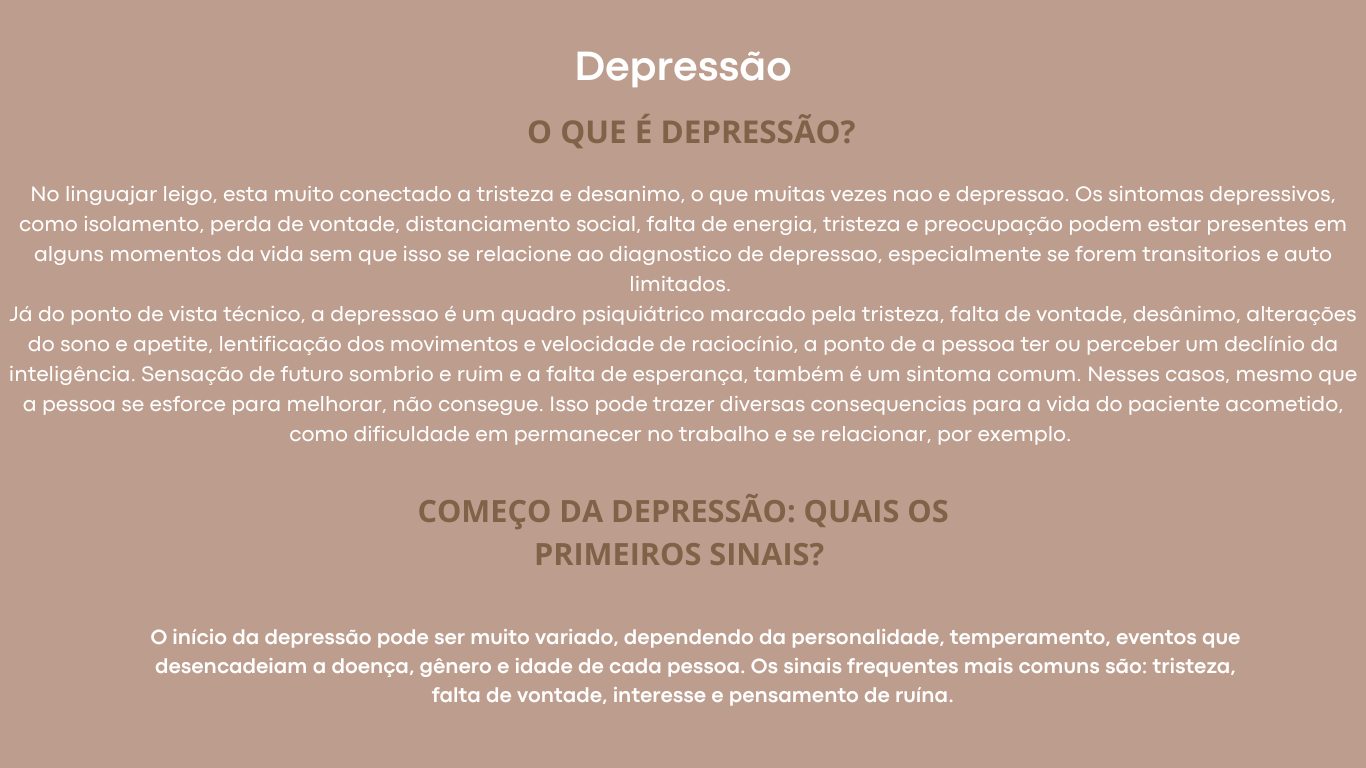 Depressão
O QUE É DEPRESSÃO?
No linguajar leigo, esta muito conectado a tristeza e desanimo, o que muitas vezes nao e depressao. Os sintomas depressivos,
como isolamento, perda de vontade, distanciamento social, falta de energia, tristeza e preocupação podem estar presentes em
alguns momentos da vida sem que isso se relacione ao diagnostico de depressao, especialmente se forem transitorios e auto
limitados.
Já do ponto de vista técnico, a depressao é um quadro psiquiátrico marcado pela tristeza, falta de vontade, desânimo, alterações
do sono e apetite, lentificação dos movimentos e velocidade de raciocínio, a ponto de a pessoa ter ou perceber um declínio da
inteligência. Sensação de futuro sombrio e ruim e a falta de esperança, também é um sintoma comum. Nesses casos, mesmo que
a pessoa se esforce para melhorar, não consegue. Isso pode trazer diversas consequencias para a vida do paciente acometido,
como dificuldade em permanecer no trabalho e se relacionar, por exemplo.
COMEÇO DA DEPRESSÃO: QUAIS OS
PRIMEIROS SINAIS?
O início da depressão pode ser muito variado, dependendo da personalidade, temperamento, eventos que
desencadeiam a doença, gênero e idade de cada pessoa. Os sinais frequentes mais comuns são: tristeza,
falta de vontade, interesse e pensamento de ruína.